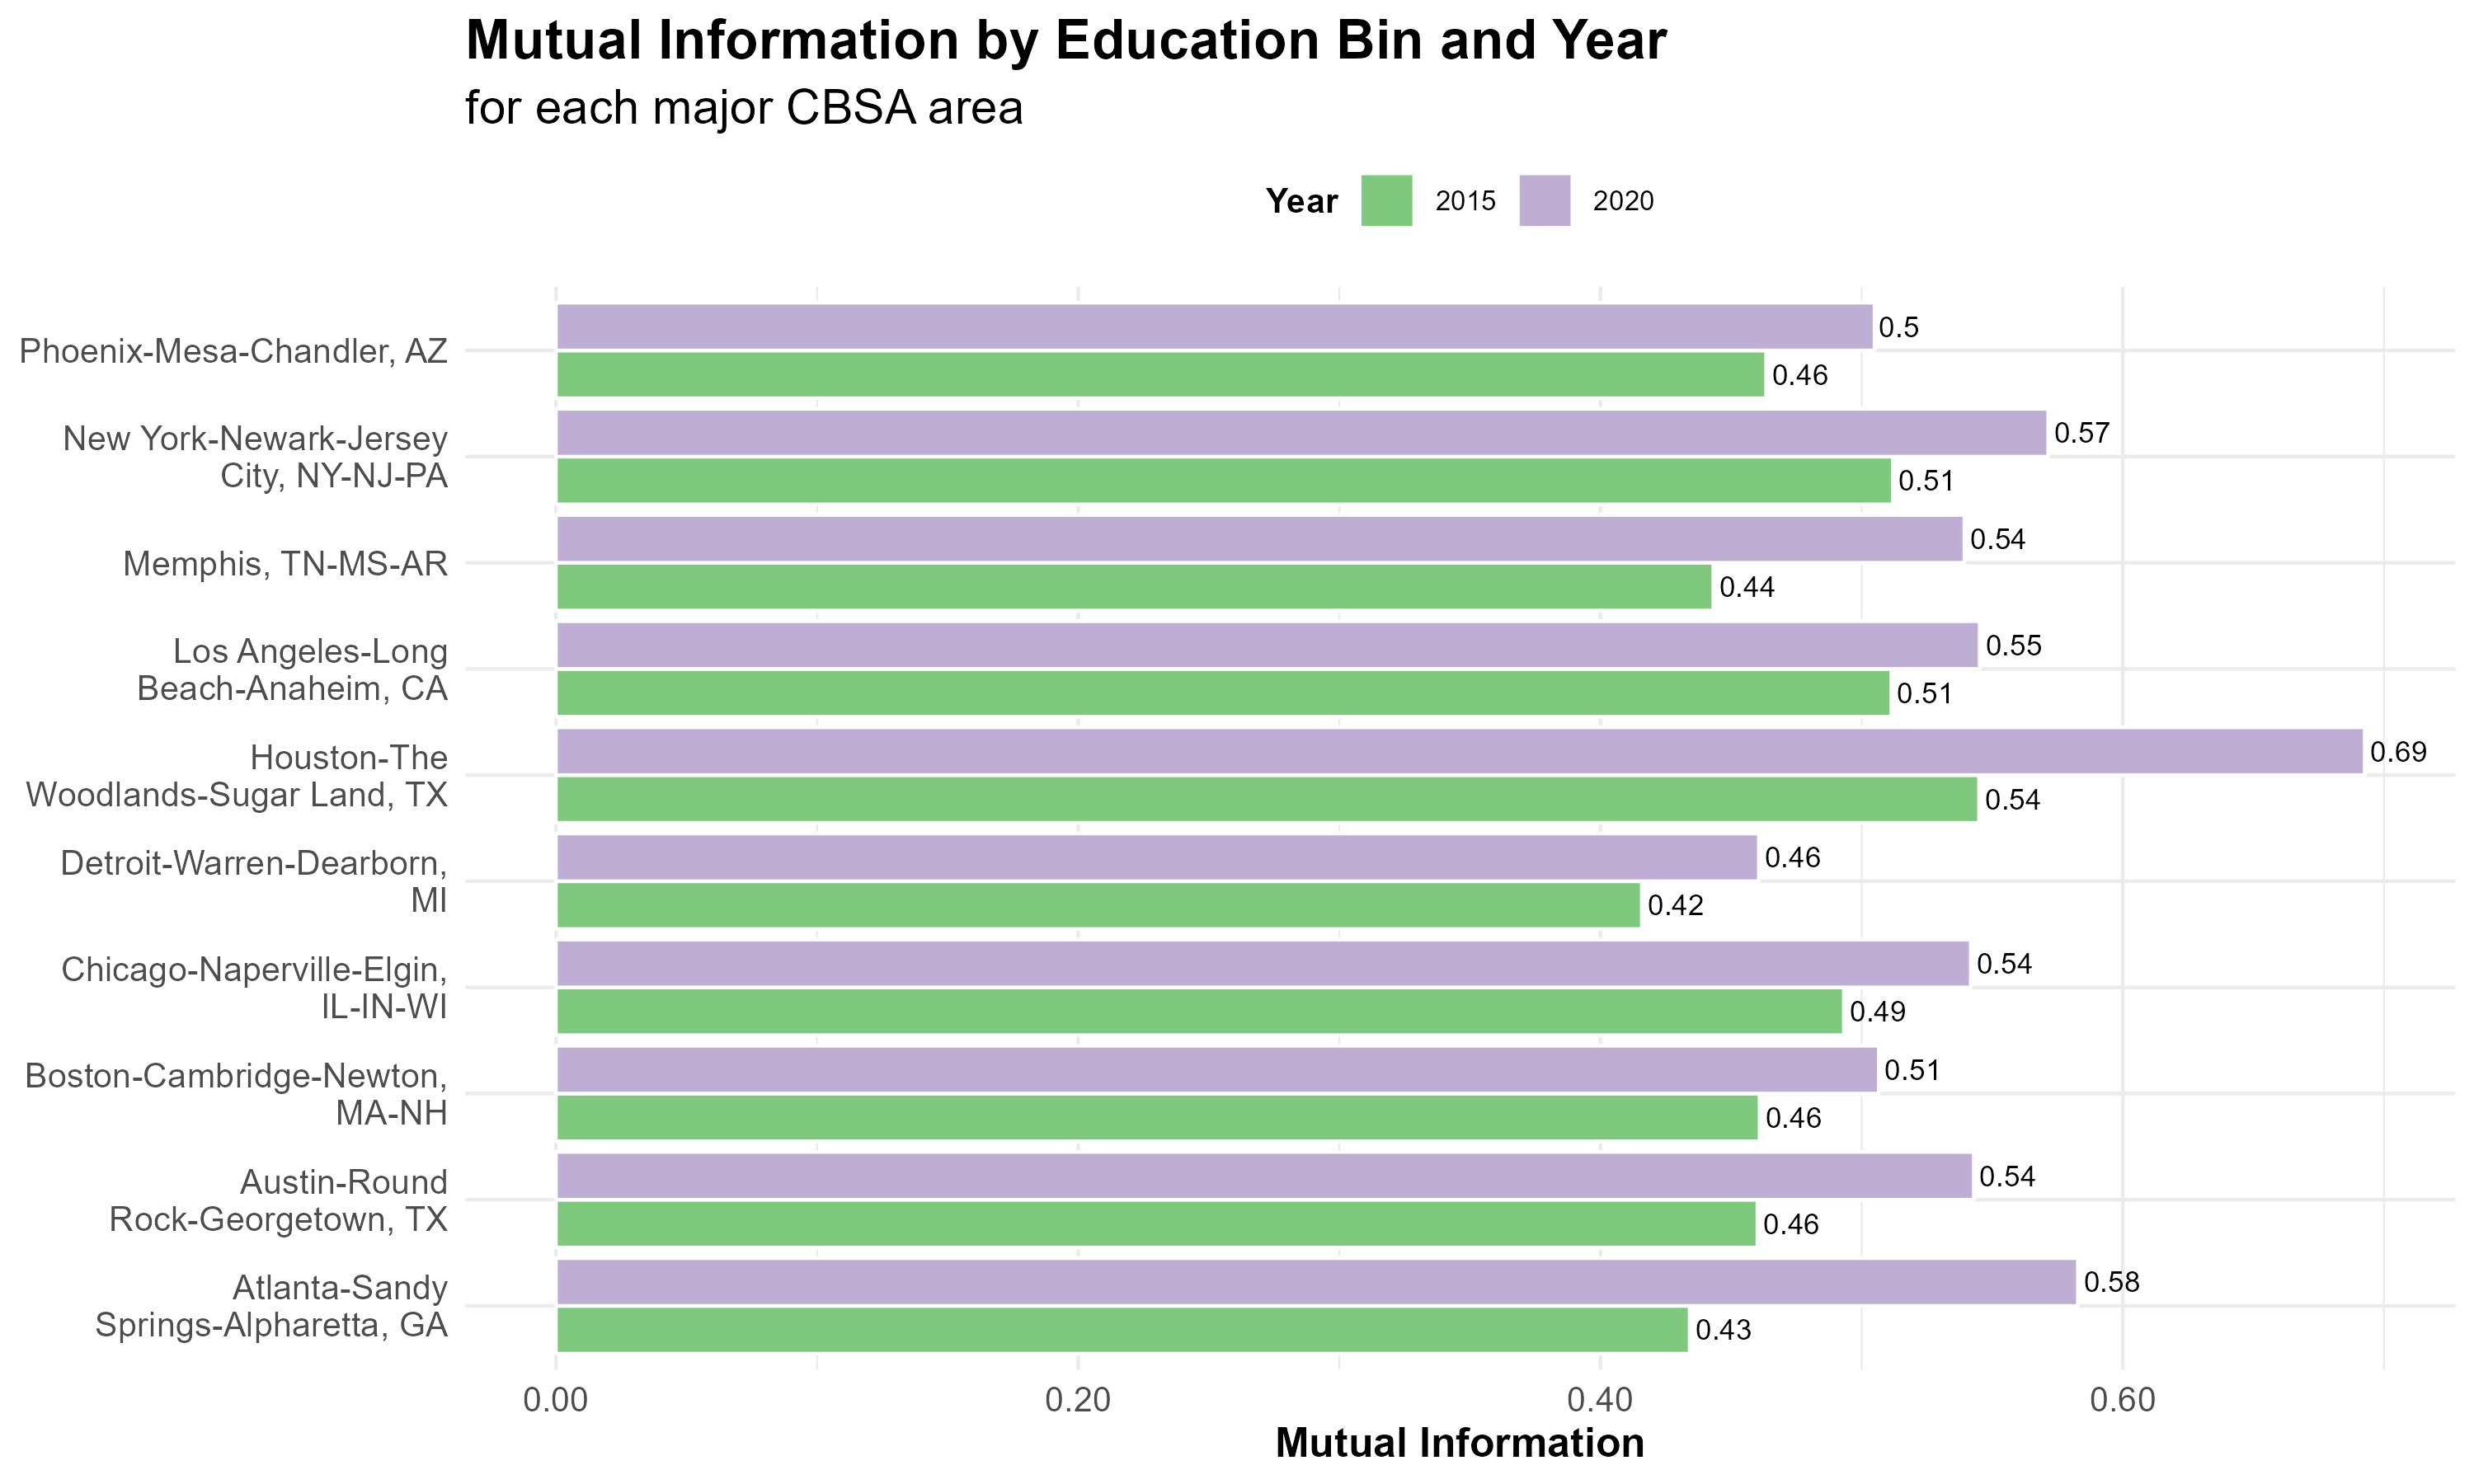 Mutual Information by Education Bin and Year
for each major CBSA area
Year 2015 2020
Phoenix-Mesa-Chandler, AZ
0.5
0.46
New York-Newark-Jersey
City, NY-NJ-PA
0.57
0.51
Memphis, TN-MS-AR
0.54
0.44
Los Angeles-Long
Beach-Anaheim, CA
0.55
0.51
Houston-The
Woodlands-Sugar Land, TX
0.69
0.54
Detroit-Warren-Dearborn,
MI
0.46
0.42
Chicago-Naperville-Elgin,
IL-IN-WI
0.54
0.49
Boston-Cambridge-Newton,
MA-NH
0.51
0.46
Austin-Round
Rock-Georgetown, TX
0.54
0.46
Atlanta-Sandy
Springs-Alpharetta, GA
0.58
0.43
0.00 0.20 0.40 0.60
Mutual Information